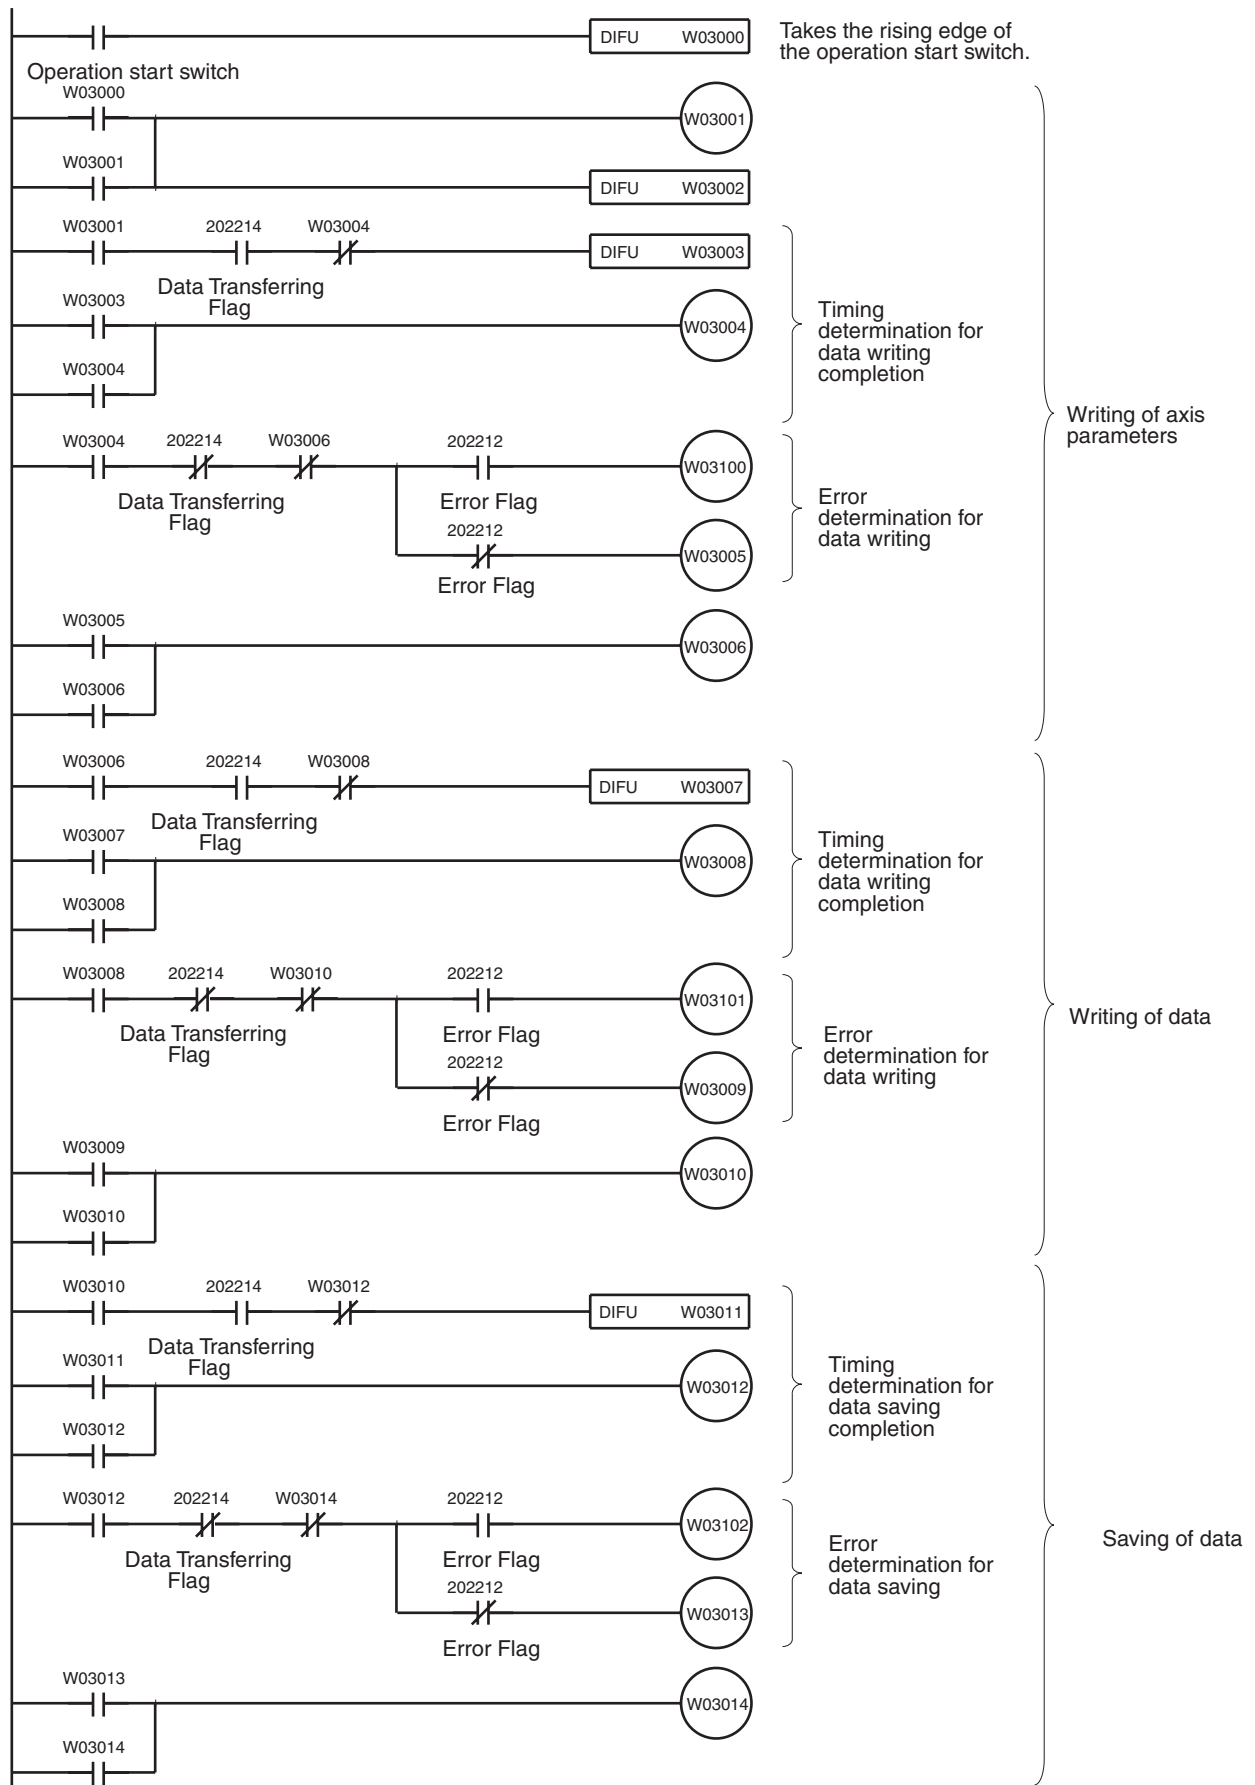 DIFU W03000
Takes the rising edge of
the operation start switch.
Operation start switch
W03000
W03001
W03001
DIFU W03002
W03001 202214 W03004
DIFU W03003
Data Transferring
Flag
W03003
W03004
W03004
Timing
determination for
data writing
completion
Writing of axis
parameters
W03004 202214 W03006 202212
W03100
Data Transferring
Flag
Error Flag
202212
W03005
Error Flag
Error
determination for
data writing
W03005
W03006
W03006
W03006 202214 W03008
DIFU W03007
Data Transferring
Flag
W03007
W03008
W03008
Timing
determination for
data writing
completion
W03008 202214 W03010 202212
W03101
Data Transferring
Flag
Error Flag
202212
W03009
Error Flag
Error
determination for
data writing
Writing of data
W03009
W03010
W03010
W03010 202214 W03012
DIFU W03011
Data Transferring
Flag
W03011
W03012
W03012
Timing
determination for
data saving
completion
W03012 202214 W03014 202212
W03102
Data Transferring
Flag
Error Flag
202212
W03013
Error Flag
Error
determination for
data saving
Saving of data
W03013
W03014
W03014